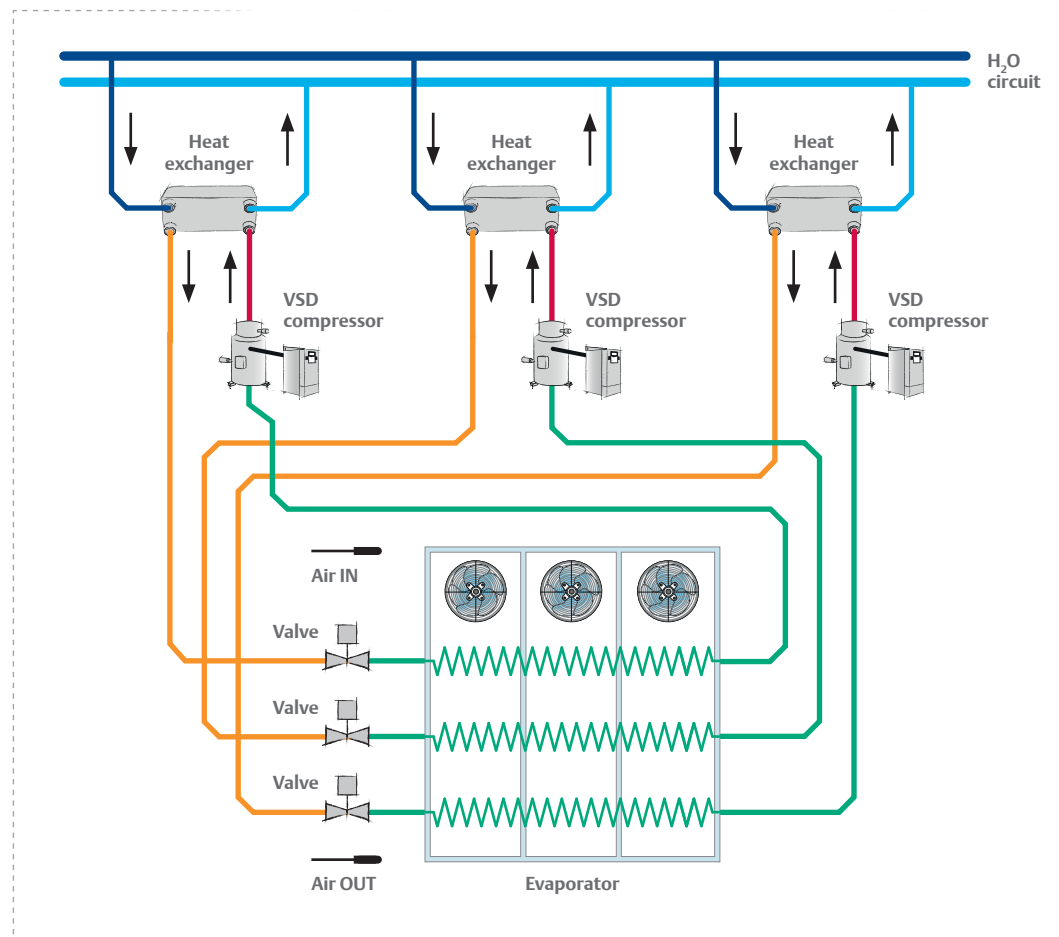 H₂O
circuit
Heat
exchanger
Heat
exchanger
Heat
exchanger
VSD
compressor
VSD
compressor
VSD
compressor
Air IN
Valve
Valve
Valve
Air OUT
Evaporator